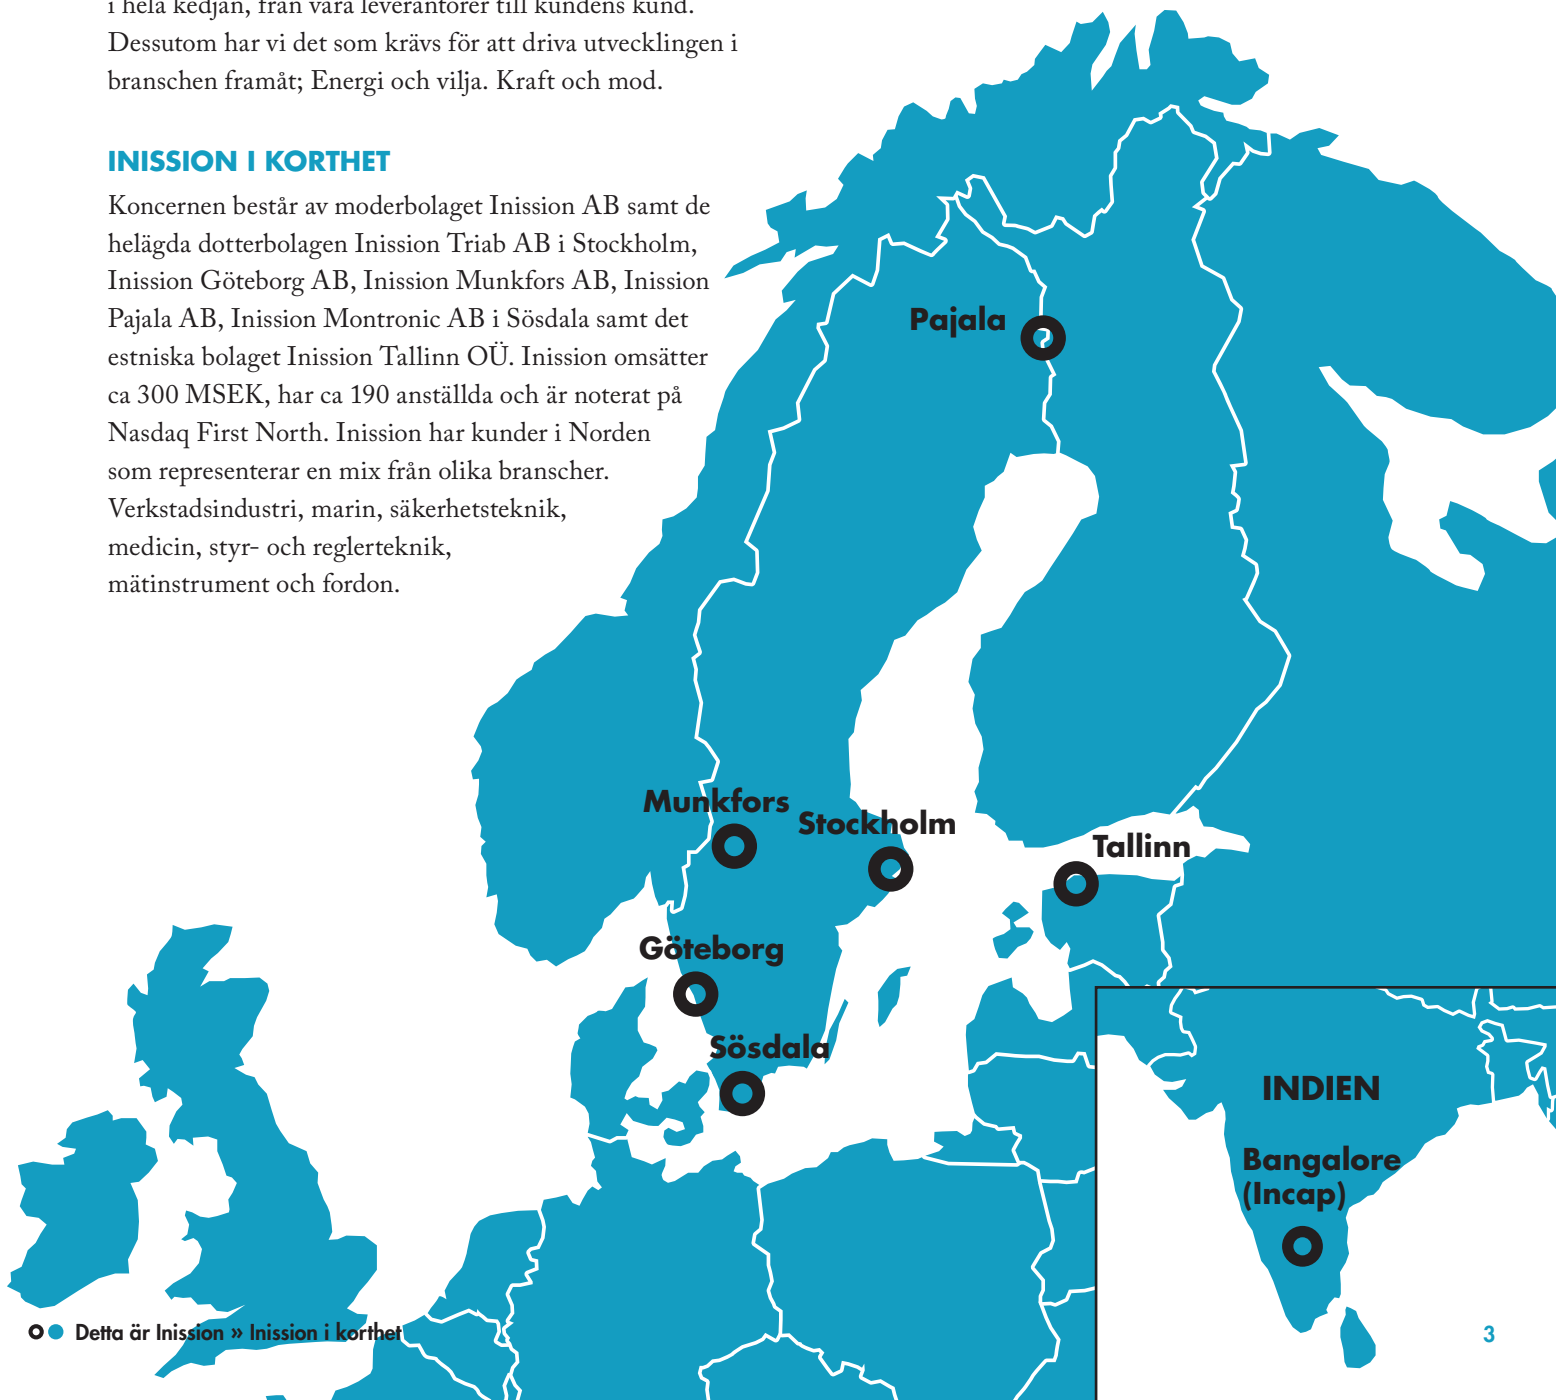 i hela kedjan, från våra leverantörer till kundens kund.
Dessutom har vi det som krävs för att driva utvecklingen i
branschen framåt; Energi och vilja. Kraft och mod.
INISSION I KORTHET
Koncernen består av moderbolaget Inission AB samt de
helägda dotterbolagen Inission Triab AB i Stockholm,
Inission Göteborg AB, Inission Munkfors AB, Inission
Pajala AB, Inission Montronic AB i Sösdala samt det
estniska bolaget Inission Tallinn OÜ. Inission omsätter
ca 300 MSEK, har ca 190 anställda och är noterat på
Nasdaq First North. Inission har kunder i Norden
som representerar en mix från olika branscher.
Verkstadsindustri, marin, säkerhetsteknik,
medicin, styr- och reglerteknik,
mätinstrument och fordon.
Pajala
Munkfors
Stockholm
Tallinn
Göteborg
Sösdala
INDIEN
Bangalore
(Incap)
Detta är Inission » Inission i korthet
3